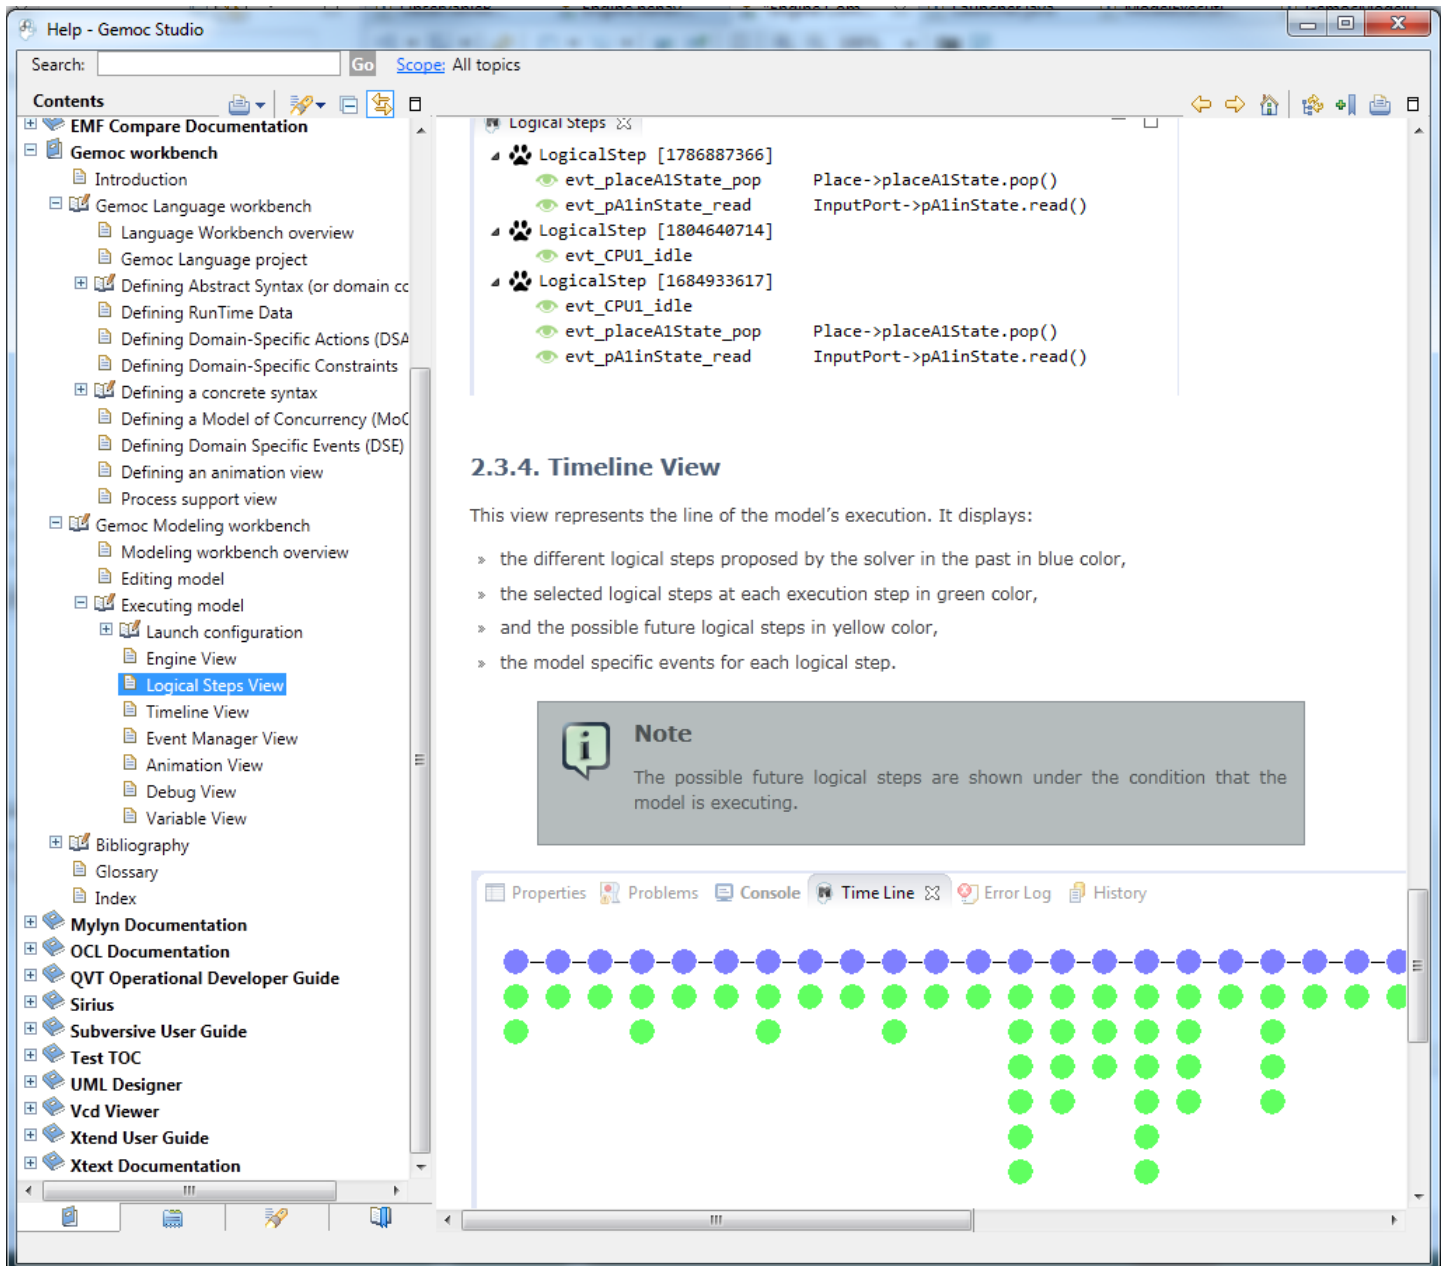 Help - Gemoc Studio
Search:
Go
Scope: All topics
Contents
EMF Compare Documentation
Gemoc workbench
Introduction
Gemoc Language workbench
Language Workbench overview
Gemoc Language project
Defining Abstract Syntax (or domain cc
Defining RunTime Data
Defining Domain-Specific Actions (DSA
Defining Domain-Specific Constraints
Defining a concrete syntax
Defining a Model of Concurrency (MoC
Defining Domain Specific Events (DSE)
Defining an animation view
Process support view
Gemoc Modeling workbench
Modeling workbench overview
Editing model
Executing model
Launch configuration
Engine View
Logical Steps View
Timeline View
Event Manager View
Animation View
Debug View
Variable View
Bibliography
Glossary
Index
Mylyn Documentation
OCL Documentation
QVT Operational Developer Guide
Sirius
Subversive User Guide
Test TOC
UML Designer
Vcd Viewer
Xtend User Guide
Xtext Documentation
Logical Steps
LogicalStep [1786887366]
evt_placeA1State_pop Place->placeA1State.pop()
evt_pA1inState_read InputPort->pA1inState.read()
LogicalStep [1804640714]
evt_CPU1_idle
LogicalStep [1684933617]
evt_CPU1_idle
evt_placeA1State_pop Place->placeA1State.pop()
evt_pA1inState_read InputPort->pA1inState.read()
2.3.4. Timeline View
This view represents the line of the model's execution. It displays:
» the different logical steps proposed by the solver in the past in blue color,
» the selected logical steps at each execution step in green color,
» and the possible future logical steps in yellow color,
» the model specific events for each logical step.
Note
The possible future logical steps are shown under the condition that the
model is executing.
Properties Problems Console Time Line Error Log History